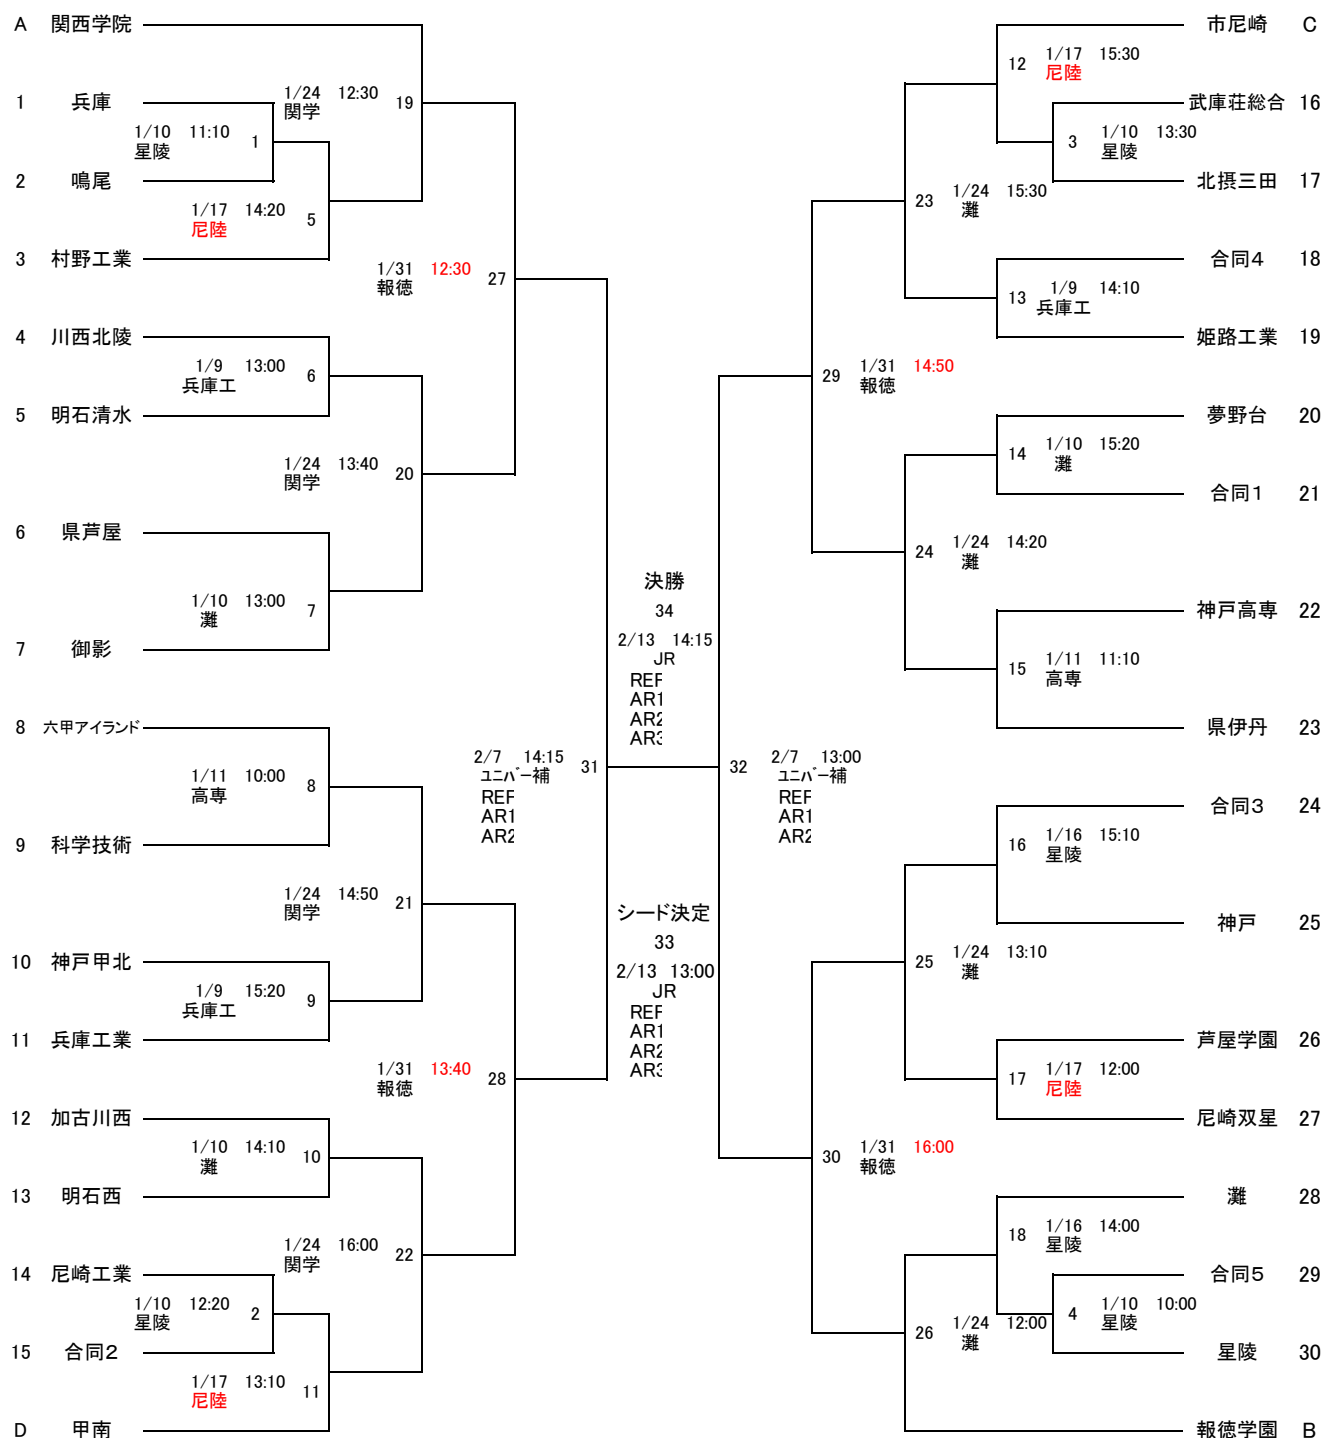 A 関西学院
1/24 12:30
関学
19
1 兵庫
1/10 11:10
星陵
1
2 鳴尾
1/17 14:20
尼陸
5
3 村野工業
1/31 12:30
報徳
27
4 川西北陵
1/9 13:00
兵庫工
6
5 明石清水
1/24 13:40
関学
20
6 県芦屋
1/10 13:00
灘
7
7 御影
8 六甲アイランド
1/11 10:00
高専
8
9 科学技術
1/24 14:50
関学
21
10 神戸甲北
1/9 15:20
兵庫工
9
11 兵庫工業
1/31 13:40
報徳
28
12 加古川西
1/10 14:10
灘
10
13 明石西
1/24 16:00
関学
22
14 尼崎工業
1/10 12:20
星陵
2
15 合同2
1/17 13:10
尼陸
11
D 甲南
2/7 14:15
ユニバー補
REF
AR1
AR2
31
決勝
34
2/13 14:15
JR
REF
AR1
AR2
AR3
シード決定
33
2/13 13:00
JR
REF
AR1
AR2
AR3
32
2/7 13:00
ユニバー補
REF
AR1
AR2
市尼崎 C
12
1/17 15:30
尼陸
武庫荘総合 16
3
1/10 13:30
星陵
北摂三田 17
23
1/24 15:30
灘
合同4 18
13
1/9 14:10
兵庫工
姫路工業 19
29
1/31 14:50
報徳
夢野台 20
14
1/10 15:20
灘
合同1 21
24
1/24 14:20
灘
神戸高専 22
15
1/11 11:10
高専
県伊丹 23
合同3 24
16
1/16 15:10
星陵
神戸 25
25
1/24 13:10
灘
芦屋学園 26
17
1/17 12:00
尼陸
尼崎双星 27
30
1/31 16:00
報徳
灘 28
18
1/16 14:00
星陵
合同5 29
4
1/10 10:00
星陵
26
1/24 12:00
灘
星陵 30
報徳学園 B